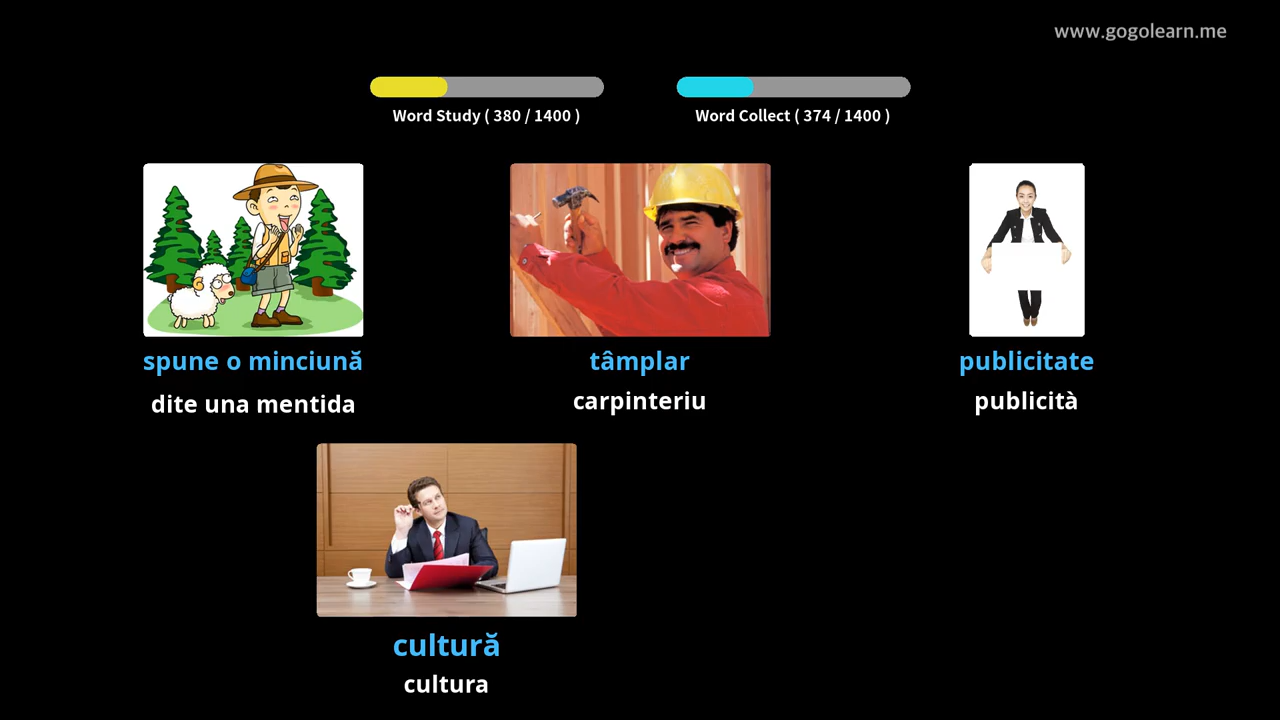 www.gogolearn.me
Word Study ( 380 / 1400 )
Word Collect ( 374 / 1400 )
spune o minciună
dite una mentida
tâmplar
carpinteriu
publicitate
publicità
cultură
cultura